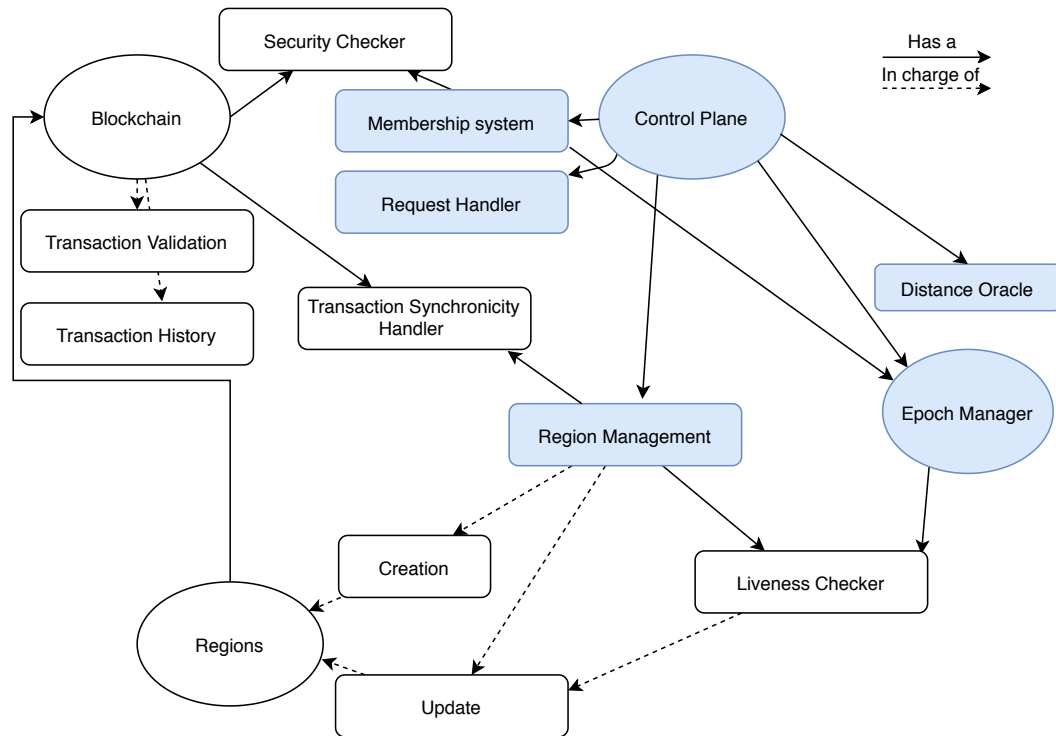 Security Checker
Has a
In charge of
Blockchain
Membership system
Control Plane
Request Handler
Transaction Validation
Distance Oracle
Transaction Synchronicity
Handler
Transaction History
Epoch Manager
Region Management
Creation
Liveness Checker
Regions
Update